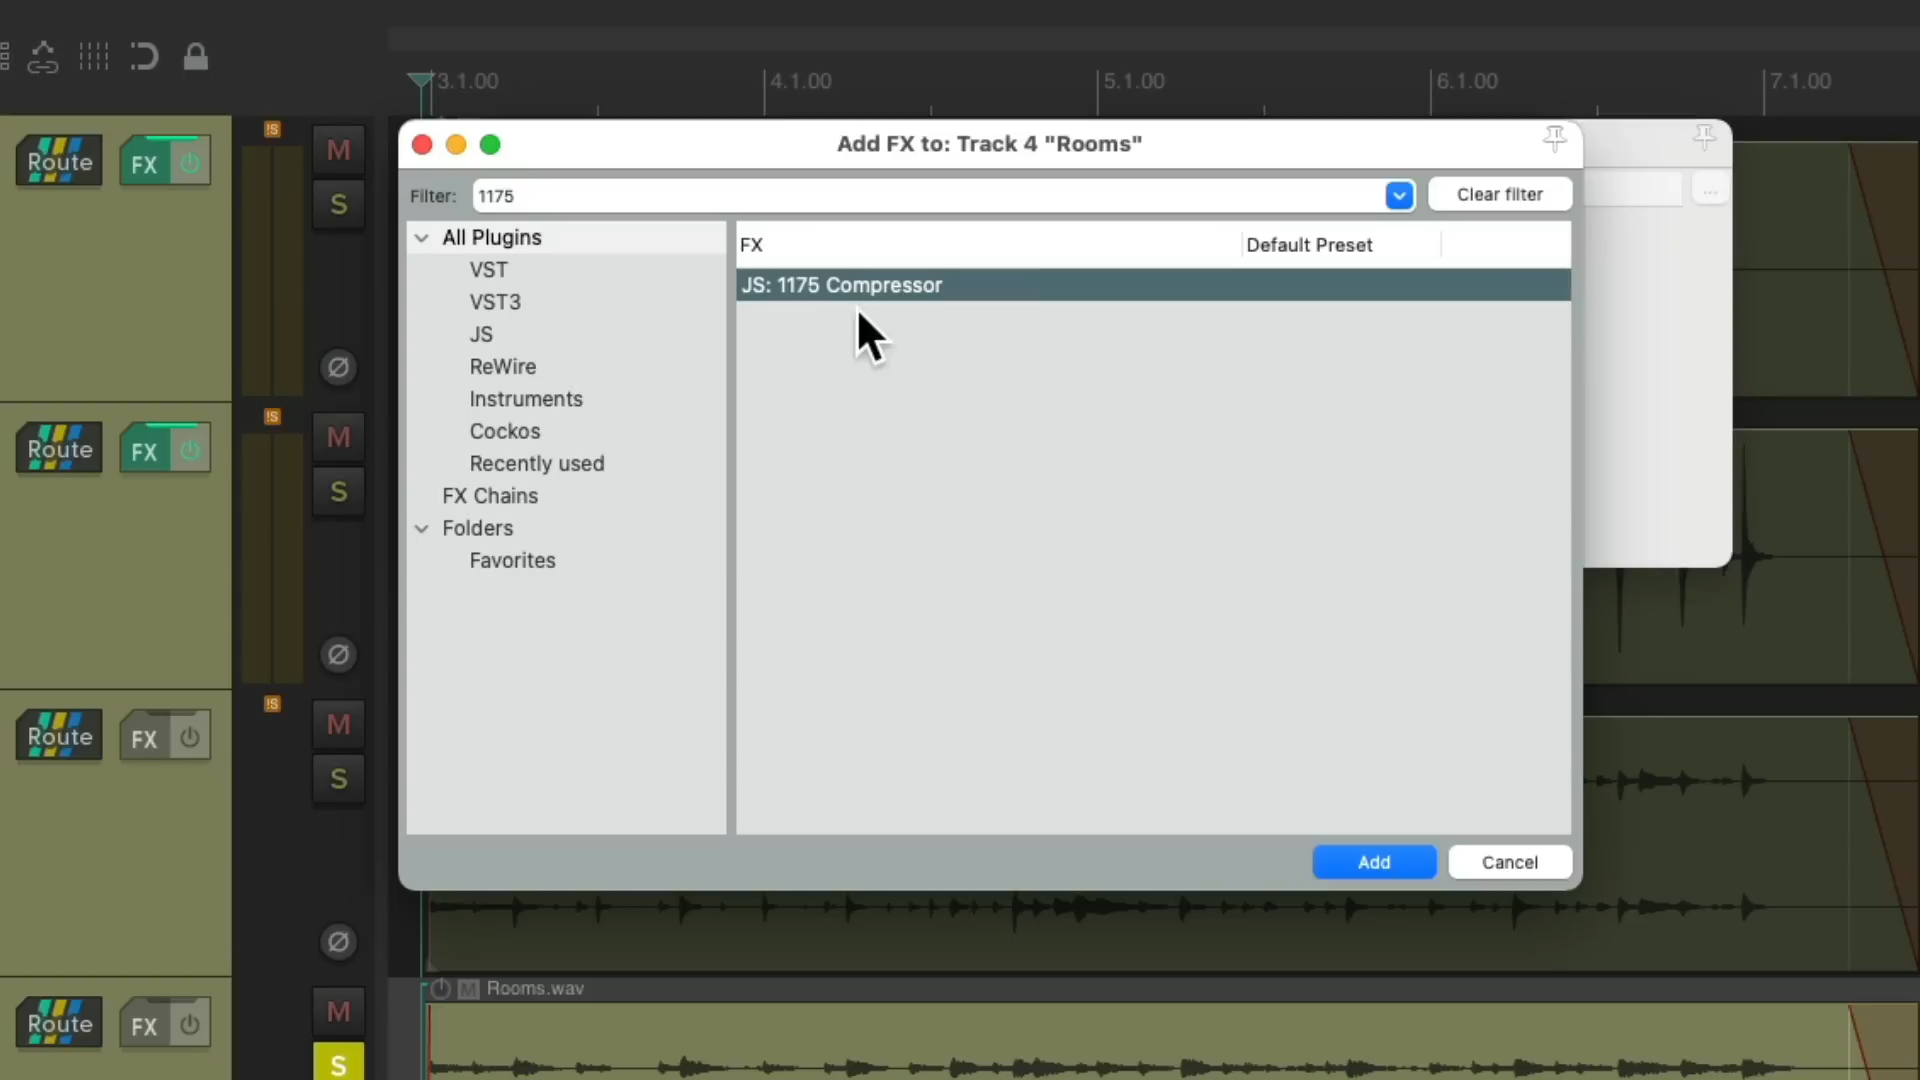 3.1.00
4.1.00
5.1.00
6.1.00
7.1.00
Add FX to: Track 4 "Rooms"
Filter:
1175
Clear filter
...
All Plugins
VST
VST3
JS
ReWire
Instruments
Cockos
Recently used
FX Chains
Folders
Favorites
FX
Default Preset
JS: 1175 Compressor
Add
Cancel
Route
FX
!S
M
S
Ø
Route
FX
!S
M
S
Ø
Route
FX
!S
M
S
Ø
M
Rooms.wav
Route
FX
M
S